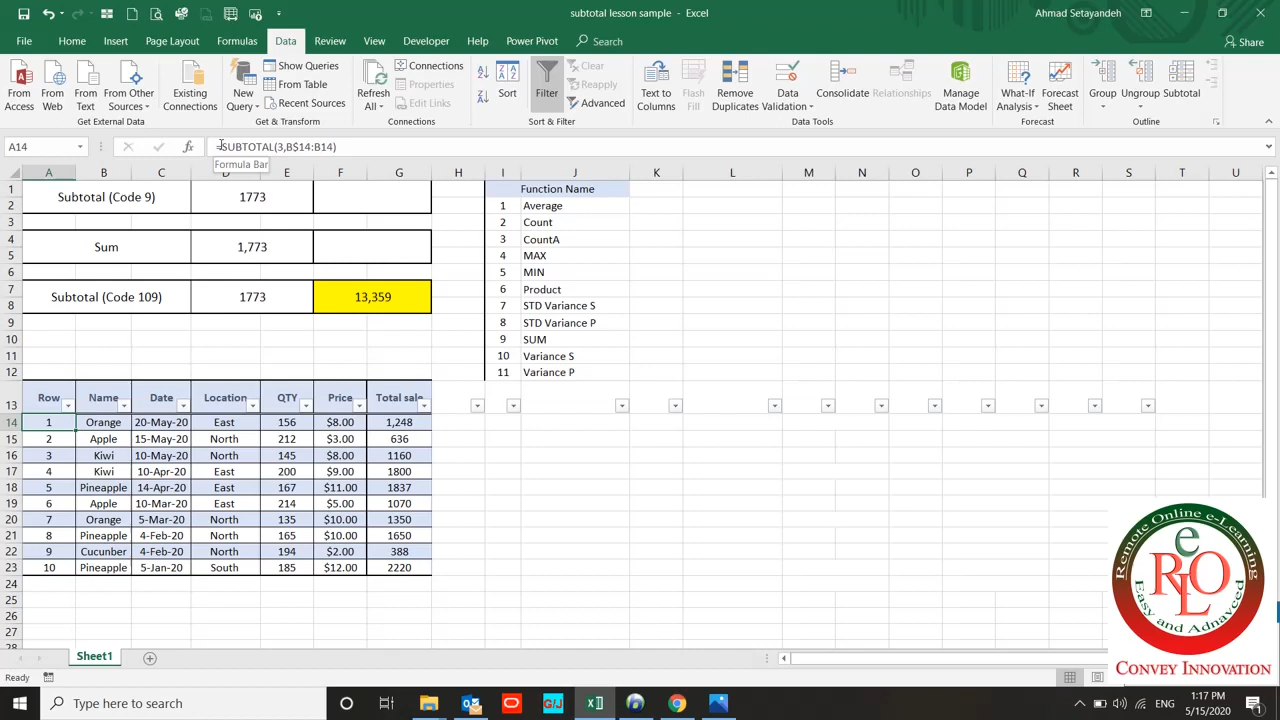 subtotal lesson sample - Excel
Ahmad Setayandeh
File Home Insert Page Layout Formulas Data Review View Developer Help Power Pivot Search Share
From Access
From Web
From Text
From Other Sources
Existing Connections
New Query
Show Queries
From Table
Recent Sources
Refresh All
Connections
Properties
Edit Links
Sort
Filter
Clear
Reapply
Advanced
Text to Columns
Flash Fill
Remove Duplicates
Data Validation
Consolidate
Relationships
Manage Data Model
What-If Analysis
Forecast Sheet
Group
Ungroup
Subtotal
Get External Data Get & Transform Connections Sort & Filter Data Tools Forecast Outline
A14 fx =SUBTOTAL(3,B$14:B14)
Formula Bar
A B C D E F G H I J K L M N O P Q R S T U
1 Subtotal (Code 9) 1773 Function Name
2 1 Average
3 2 Count
4 Sum 1,773 3 CountA
5 4 MAX
6 5 MIN
7 Subtotal (Code 109) 1773 13,359 6 Product
8 7 STD Variance S
9 8 STD Variance P
10 9 SUM
11 10 Variance S
12 11 Variance P
13 Row Name Date Location QTY Price Total sale
14 1 Orange 20-May-20 East 156 $8.00 1,248
15 2 Apple 15-May-20 North 212 $3.00 636
16 3 Kiwi 10-May-20 North 145 $8.00 1160
17 4 Kiwi 10-Apr-20 East 200 $9.00 1800
18 5 Pineapple 14-Apr-20 East 167 $11.00 1837
19 6 Apple 10-Mar-20 East 214 $5.00 1070
20 7 Orange 5-Mar-20 North 135 $10.00 1350
21 8 Pineapple 4-Feb-20 North 165 $10.00 1650
22 9 Cucunber 4-Feb-20 North 194 $2.00 388
23 10 Pineapple 5-Jan-20 South 185 $12.00 2220
24
25
26
27
28
Remote Online e-Learning
e
RLO
Easy and Adnavced
CONVEY INNOVATION
Sheet1
Ready
Type here to search
G/J
1:17 PM
5/15/2020